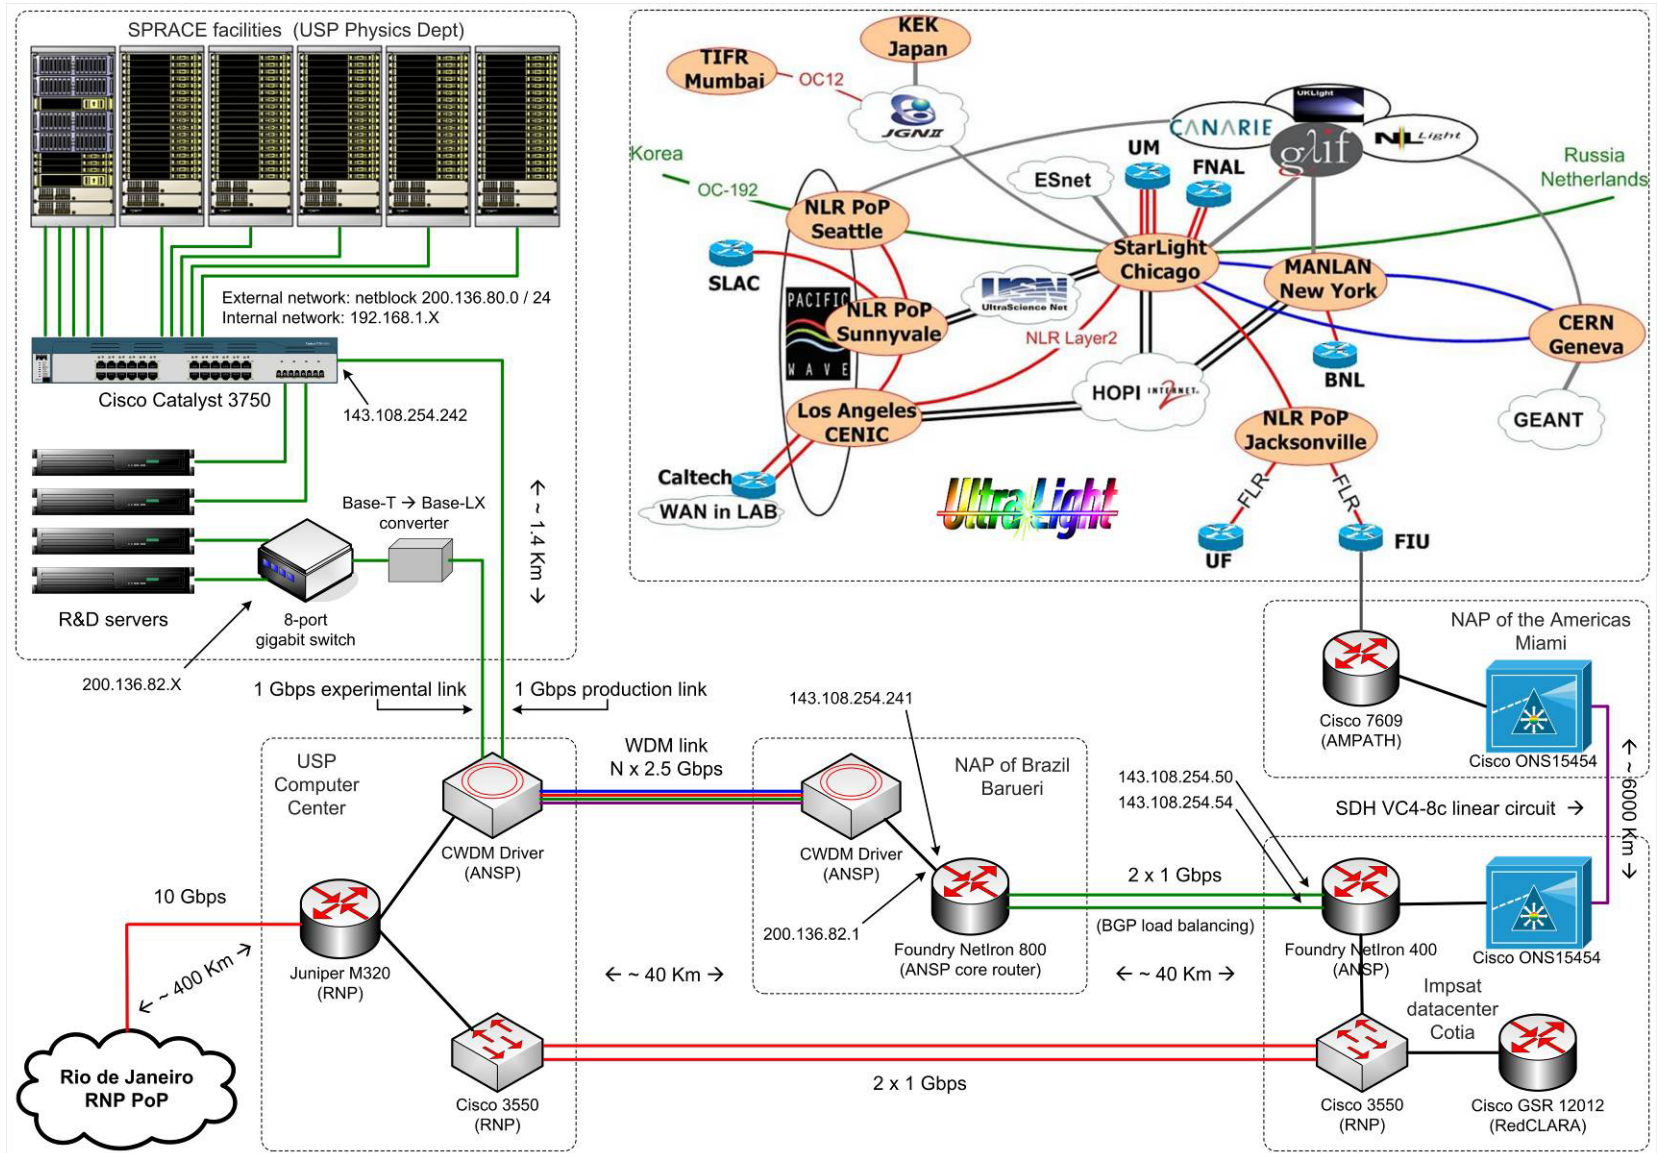 SPRACE facilities (USP Physics Dept)
External network: netblock 200.136.80.0 / 24
Internal network: 192.168.1.X
Cisco Catalyst 3750
143.108.254.242
Base-T → Base-LX
converter
R&D servers
8-port
gigabit switch
200.136.82.X
← ~ 1.4 Km →
KEK
Japan
TIFR
Mumbai
OC12
JGNII
UKLight
CANARIE
glif
NLLight
Korea
OC-192
Russia
Netherlands
UM
FNAL
ESnet
NLR PoP
Seattle
StarLight
Chicago
MANLAN
New York
SLAC
PACIFIC
WAVE
NLR PoP
Sunnyvale
USN
UltraScience Net
NLR Layer2
CERN
Geneva
BNL
HOPI INTERNET 2
GEANT
Los Angeles
CENIC
NLR PoP
Jacksonville
Caltech
WAN in LAB
UltraLight
FLR
FLR
UF
FIU
NAP of the Americas
Miami
Cisco 7609
(AMPATH)
Cisco ONS15454
SDH VC4-8c linear circuit →
← ~ 6000 Km →
1 Gbps experimental link
1 Gbps production link
USP
Computer
Center
WDM link
N x 2.5 Gbps
143.108.254.241
NAP of Brazil
Barueri
143.108.254.50
143.108.254.54
CWDM Driver
(ANSP)
CWDM Driver
(ANSP)
10 Gbps
2 x 1 Gbps
(BGP load balancing)
200.136.82.1
Juniper M320
(RNP)
Foundry NetIron 800
(ANSP core router)
Foundry NetIron 400
(ANSP)
Cisco ONS15454
← ~ 400 Km →
← ~ 40 Km →
← ~ 40 Km →
Impsat
datacenter
Cotia
Rio de Janeiro
RNP PoP
2 x 1 Gbps
Cisco 3550
(RNP)
Cisco 3550
(RNP)
Cisco GSR 12012
(RedCLARA)